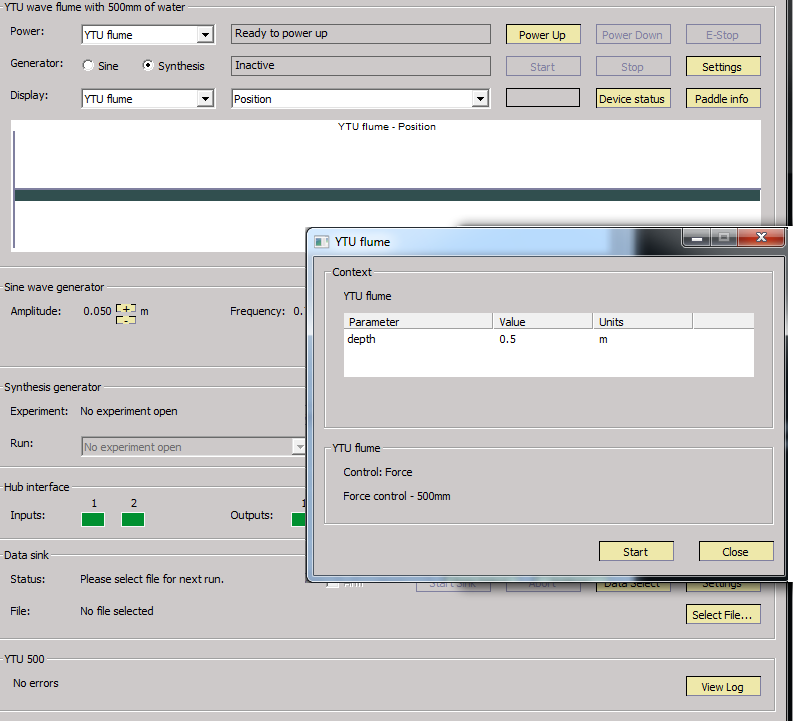 YTU wave flume with 500mm of water
Power: YTU flume Ready to power up Power Up Power Down E-Stop
Generator: Sine Synthesis Inactive Start Stop Settings
Display: YTU flume Position Device status Paddle info
YTU flume - Position
YTU flume
Context
YTU flume
Parameter Value Units
depth 0.5 m
YTU flume
Control: Force
Force control - 500mm
Start Close
Sine wave generator
Amplitude: 0.050 + - m Frequency: 0.
Synthesis generator
Experiment: No experiment open
Run: No experiment open
Hub interface
1 2 1
Inputs: Outputs:
Data sink
Status: Please select file for next run. Arm Start Sink Abort Data Select Settings
File: No file selected Select File...
YTU 500
No errors View Log